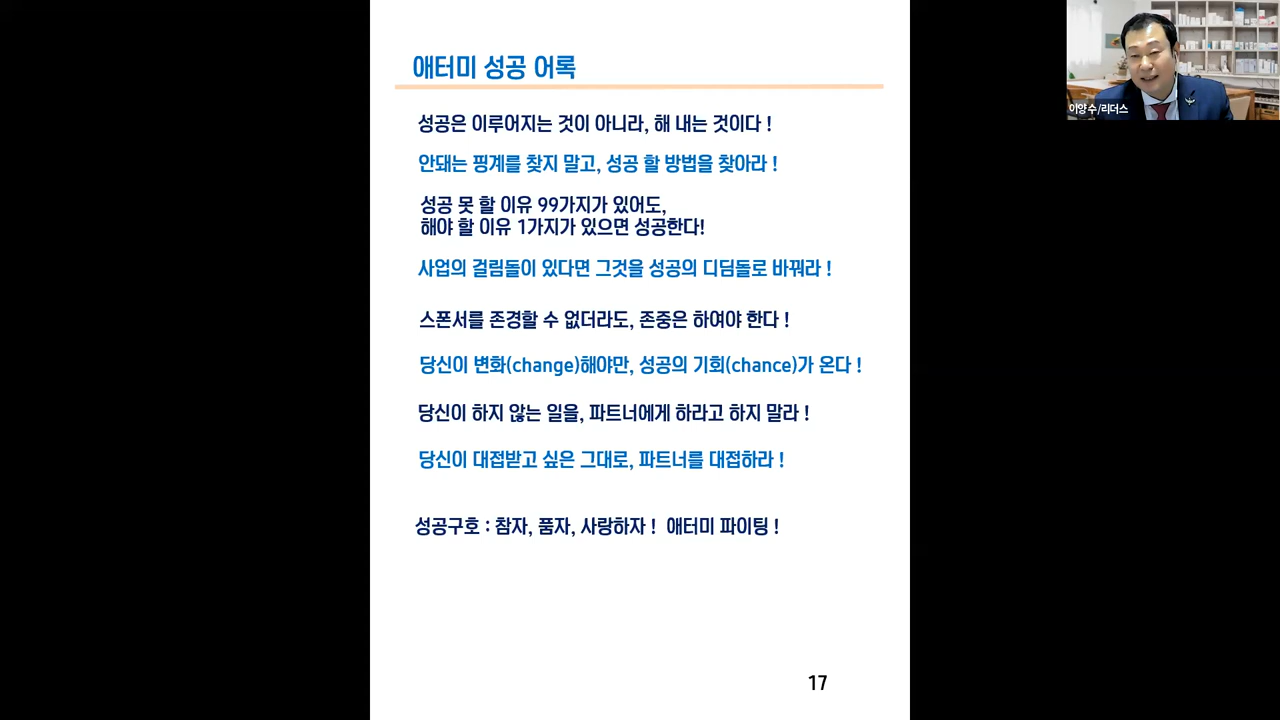 애터미 성공 어록
성공은 이루어지는 것이 아니라, 해 내는 것이다 !
안돼는 핑계를 찾지 말고, 성공 할 방법을 찾아라 !
성공 못 할 이유 99가지가 있어도,
해야 할 이유 1가지가 있으면 성공한다!
사업의 걸림돌이 있다면 그것을 성공의 디딤돌로 바꿔라 !
스폰서를 존경할 수 없더라도, 존중은 하여야 한다 !
당신이 변화(change)해야만, 성공의 기회(chance)가 온다 !
당신이 하지 않는 일을, 파트너에게 하라고 하지 말라 !
당신이 대접받고 싶은 그대로, 파트너를 대접하라 !
성공구호 : 참자, 품자, 사랑하자 ! 애터미 파이팅 !
17
이양수/리더스